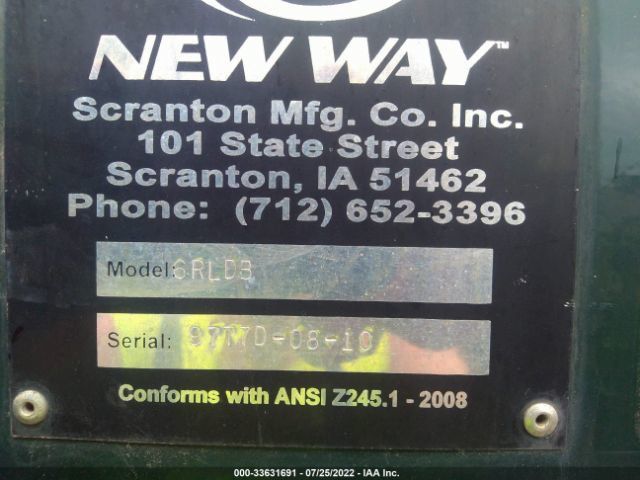 NEW WAY™
Scranton Mfg. Co. Inc.
101 State Street
Scranton, IA 51462
Phone: (712) 652-3396
Model:
Serial:
Conforms with ANSI Z245.1 - 2008
000-33631691 - 07/25/2022 - IAA Inc.